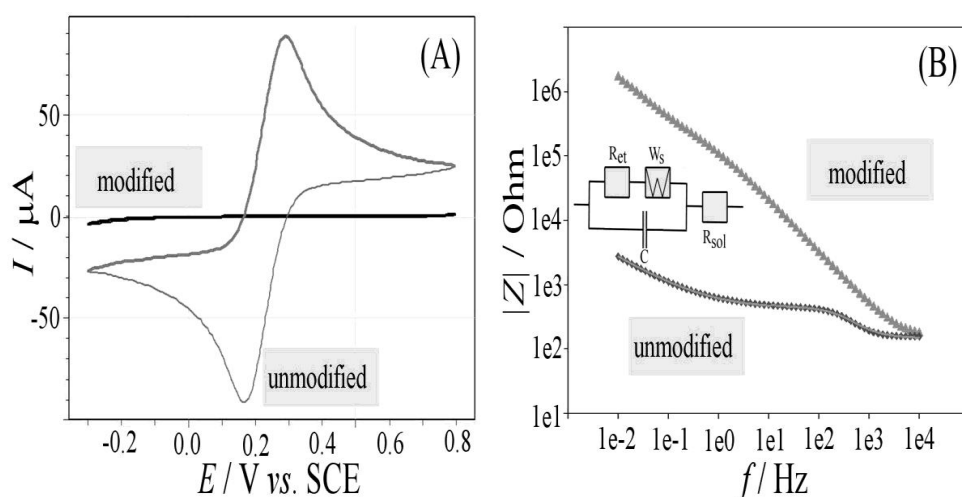 (A)
50
0
-50
modified
unmodified
I / µA
-0.2
0.0
0.2
0.4
0.6
0.8
E / V vs. SCE
(B)
1e6
1e5
1e4
1e3
1e2
1e1
|Z| / Ohm
modified
Ret
Ws
C
Rsol
unmodified
1e-2
1e-1
1e0
1e1
1e2
1e3
1e4
f / Hz